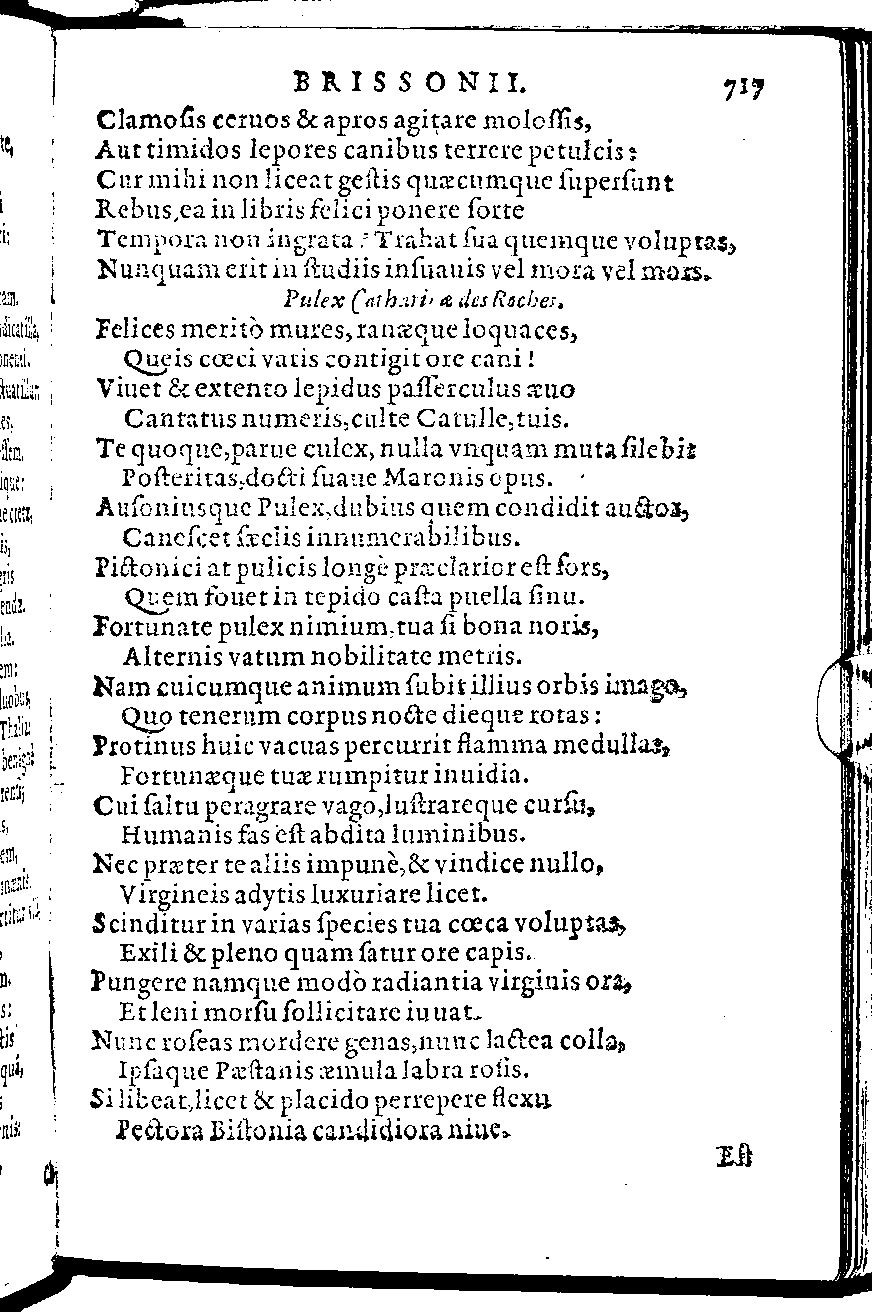 BRISSONII. 717
Clamoſis ceruos & apros agitare moloſſis,
Aut timidos lepores canibus terrere petulcis:
Cur mihi non liceat geſtis quæcumque ſuperſunt
Rebus, ea in libris felici ponere ſorte
Tempora non ingrata? Trahat ſua quemque voluptas,
Nunquam erit in ſtudiis inſuauis vel mora vel mors.
Pulex Catharinæ des Roches.
Felices meritò mures, ranæque loquaces,
Queis cœci vatis contigit ore cani!
Viuet & extento lepidus paſſerculus æuo
Cantatus numeris, culte Catulle, tuis.
Te quoque, parue culex, nulla vnquam muta ſilebit
Poſteritas, docti ſuaue Maronis opus.
Auſoniusque Pulex, dubius quem condidit auctor,
Caneſcet ſæclis innumerabilibus.
Pictonici at pulicis longè præclarior eſt ſors,
Quem fouet in tepido caſta puella ſinu.
Fortunate pulex nimium, tua ſi bona noris,
Alternis vatum nobilitate metris.
Nam cuicumque animum ſubit illius orbis imago,
Quo tenerum corpus nocte dieque rotas:
Protinus huic vacuas percurrit flamma medullas,
Fortunæque tuæ rumpitur inuidia.
Cui ſaltu peragrare vago, luſtrareque curſu,
Humanis fas eſt abdita luminibus.
Nec præter te aliis impunè, & vindice nullo,
Virgineis adytis luxuriare licet.
Scinditur in varias ſpecies tua cœca voluptas,
Exili & pleno quam ſatur ore capis.
Pungere namque modò radiantia virginis ora,
Et leni morſu ſollicitare iuuat.
Nunc roſeas mordere genas, nunc lactea colla,
Ipſaque Pæſtanis æmula labra roſis.
Si libeat, licet & placido perrepere flexu
Pectora Biſtonia candidiora niue.
Eſt